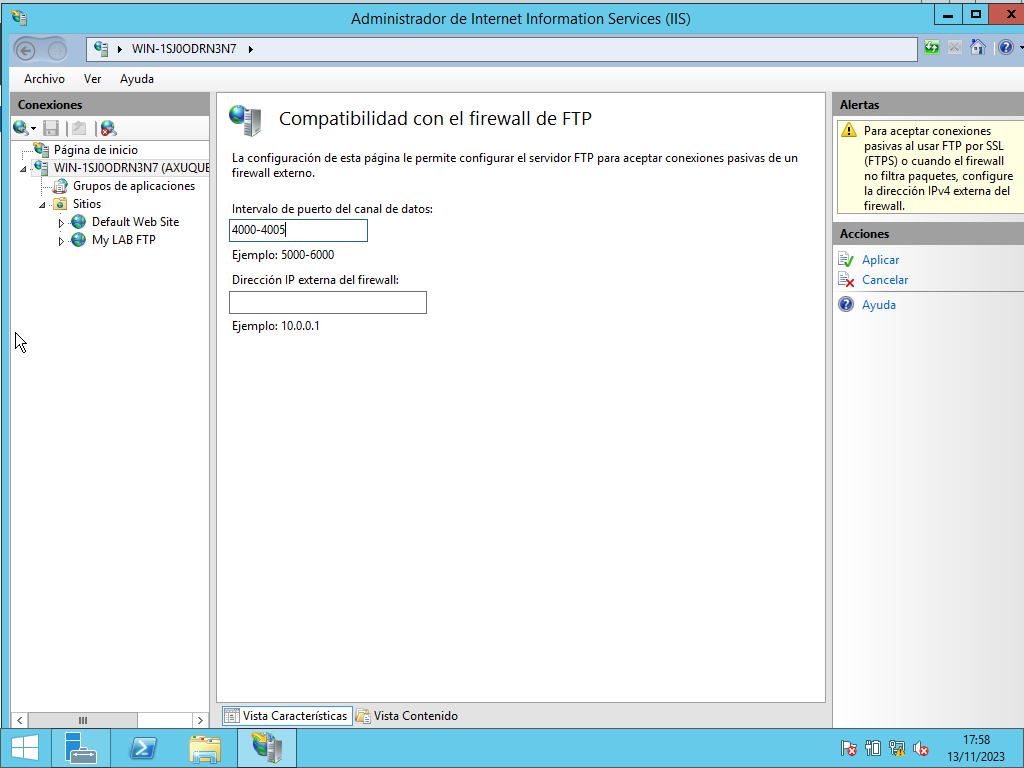 Administrador de Internet Information Services (IIS)
WIN-1SJ0ODRN3N7
Archivo Ver Ayuda
Conexiones
Página de inicio
WIN-1SJ0ODRN3N7 (AXUQUE
Grupos de aplicaciones
Sitios
Default Web Site
My LAB FTP
Compatibilidad con el firewall de FTP
La configuración de esta página le permite configurar el servidor FTP para aceptar conexiones pasivas de un
firewall externo.
Intervalo de puerto del canal de datos:
4000-4005
Ejemplo: 5000-6000
Dirección IP externa del firewall:
Ejemplo: 10.0.0.1
Vista Características Vista Contenido
Alertas
Para aceptar conexiones
pasivas al usar FTP por SSL
(FTPS) o cuando el firewall
no filtra paquetes, configure
la dirección IPv4 externa del
firewall.
Acciones
Aplicar
Cancelar
Ayuda
17:58
13/11/2023